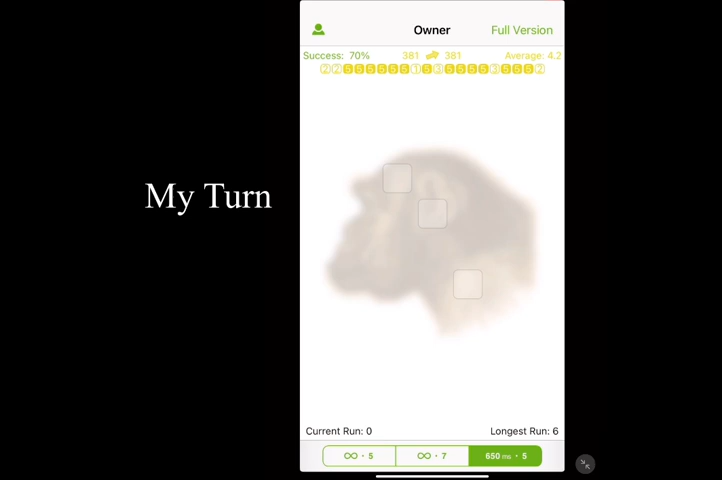 Owner
Full Version
Success: 70%
381 381
Average: 4.2
②②❺❺❺❺❺❺①❺③❺❺❺❺③❺❺❺②
My Turn
Current Run: 0
Longest Run: 6
∞ · 5
∞ · 7
650 ms · 5